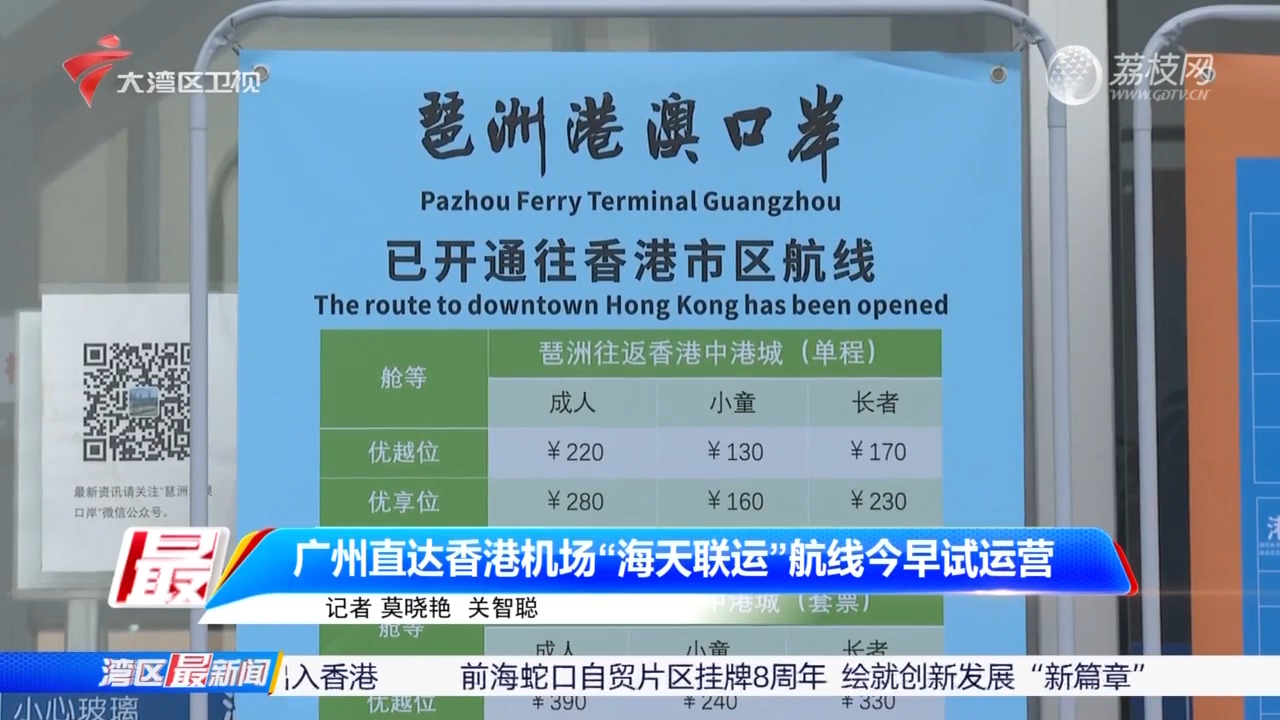 大湾区卫视
荔枝网
WWW.GDTV.CN
琶洲港澳口岸
Pazhou Ferry Terminal Guangzhou
已开通往香港市区航线
The route to downtown Hong Kong has been opened
舱等
琶洲往返香港中港城（单程）
成人 小童 长者
优越位 ￥220 ￥130 ￥170
优享位 ￥280 ￥160 ￥230
最新资讯请关注“琶洲
口岸”微信公众号。
最
广州直达香港机场“海天联运”航线今早试运营
记者 莫晓艳 关智聪
中港城（套票）
舱等
成人 小童 长者
湾区最新闻
入香港 前海蛇口自贸片区挂牌8周年 绘就创新发展“新篇章”
优越位 ￥390 ￥240 ￥330
小心玻璃